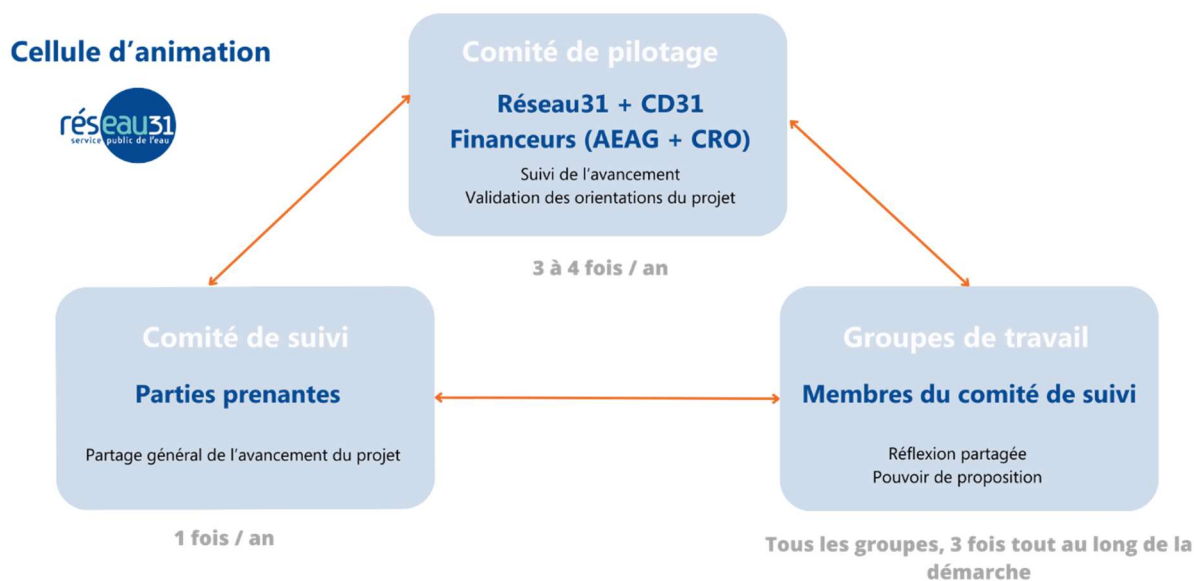 Cellule d’animation
réseau31
service public de l'eau
Comité de pilotage
Réseau31 + CD31
Financeurs (AEAG + CRO)
Suivi de l’avancement
Validation des orientations du projet
3 à 4 fois / an
Comité de suivi
Parties prenantes
Partage général de l’avancement du projet
1 fois / an
Groupes de travail
Membres du comité de suivi
Réflexion partagée
Pouvoir de proposition
Tous les groupes, 3 fois tout au long de la
démarche